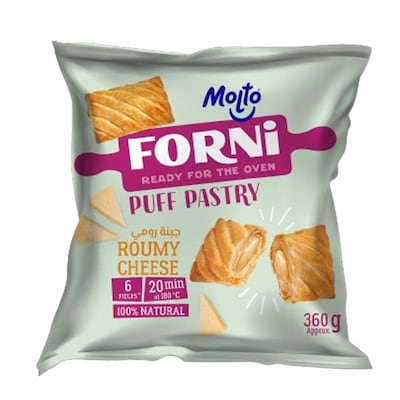 Molto
FORNi
READY FOR THE OVEN
PUFF PASTRY
جبنة رومي
ROUMY
CHEESE
6
PIECES*
20 min
at 180 °C
100% NATURAL
360g
Approx.